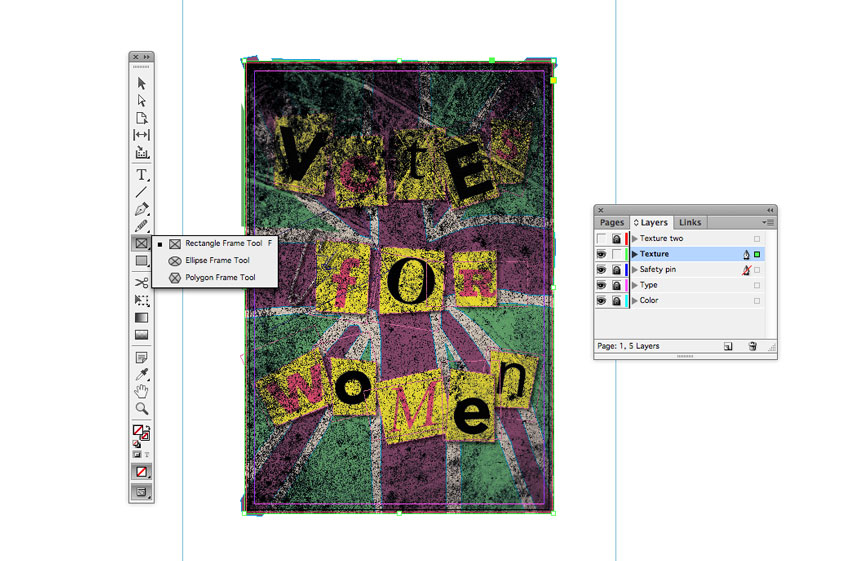 VotEs
Pages
Layers
Links
Texture two
T
Texture
Rectangle Frame Tool F
fOR
Safety pin
Ellipse Frame Tool
Type
Polygon Frame Tool
Color
Page: 1, 5 Layers
WoMen
T